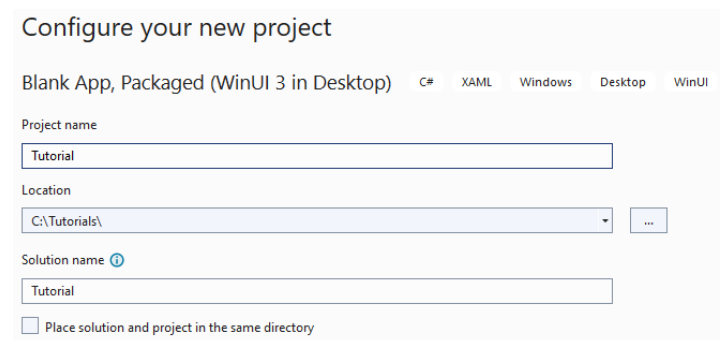 Configure your new project
Blank App, Packaged (WinUI 3 in Desktop) C# XAML Windows Desktop WinUI
Project name
Tutorial
Location
C:\Tutorials\
...
Solution name
Tutorial
Place solution and project in the same directory